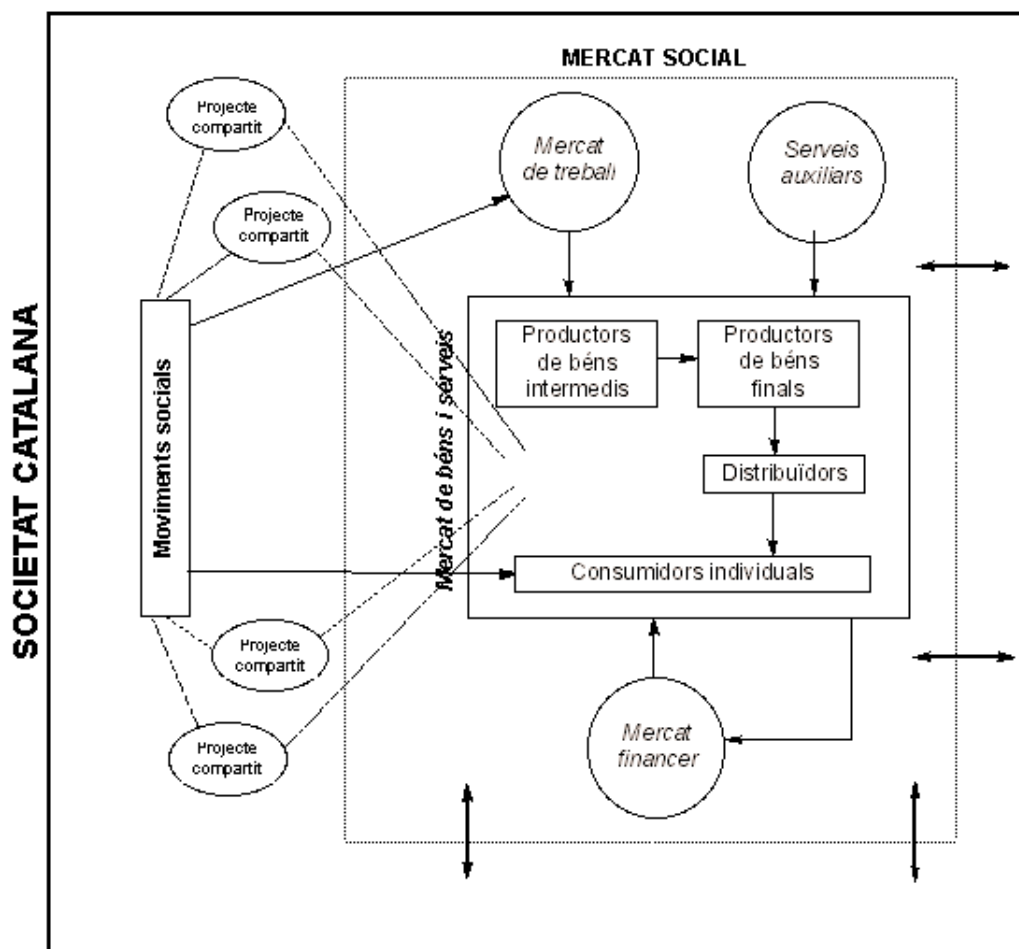 MERCAT SOCIAL
Projecte
compartit
Mercat
de treball
Serveis
auxiliars
Projecte
compartit
SOCIETAT CATALANA
Moviments socials
Mercat de béns i sérveis
Productors
de béns
intermedis
Productors
de béns
finals
Distribuïdors
Consumidors individuals
Projecte
compartit
Projecte
compartit
Mercat
financer